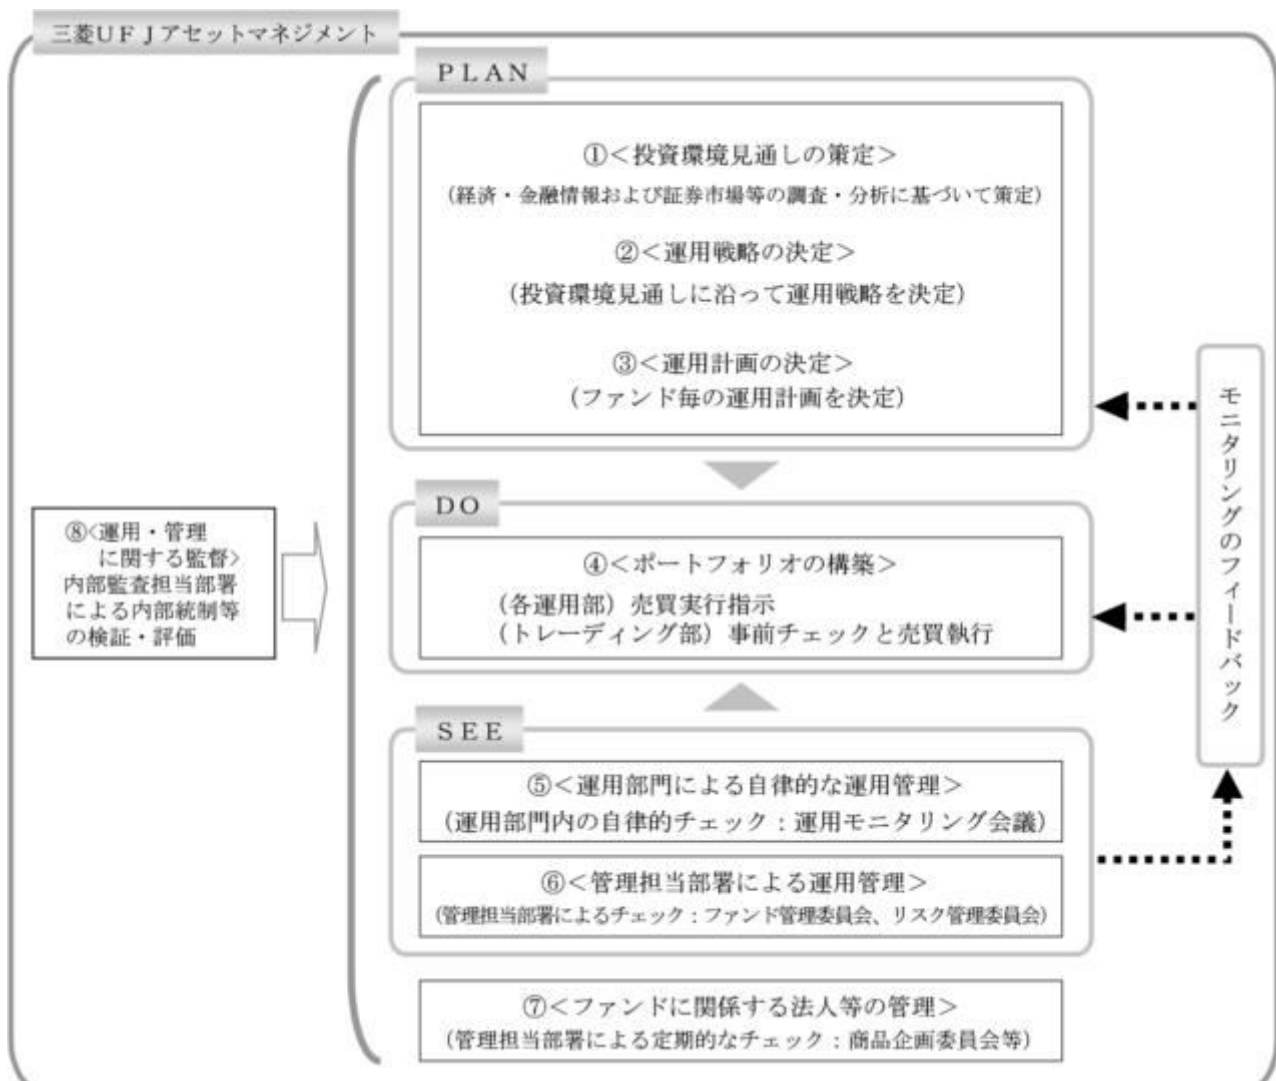 三菱ＵＦＪアセットマネジメント
ＰＬＡＮ
①＜投資環境見通しの策定＞
（経済・金融情報および証券市場等の調査・分析に基づいて策定）
②＜運用戦略の決定＞
（投資環境見通しに沿って運用戦略を決定）
③＜運用計画の決定＞
（ファンド毎の運用計画を決定）
ＤＯ
④＜ポートフォリオの構築＞
（各運用部）売買実行指示
（トレーディング部）事前チェックと売買執行
ＳＥＥ
⑤＜運用部門による自律的な運用管理＞
（運用部門内の自律的チェック：運用モニタリング会議）
⑥＜管理担当部署による運用管理＞
（管理担当部署によるチェック：ファンド管理委員会、リスク管理委員会）
⑦＜ファンドに関係する法人等の管理＞
（管理担当部署による定期的なチェック：商品企画委員会等）
⑧<運用・管理
に関する監督>
内部監査担当部署
による内部統制等
の検証・評価
モニタリングのフィードバック